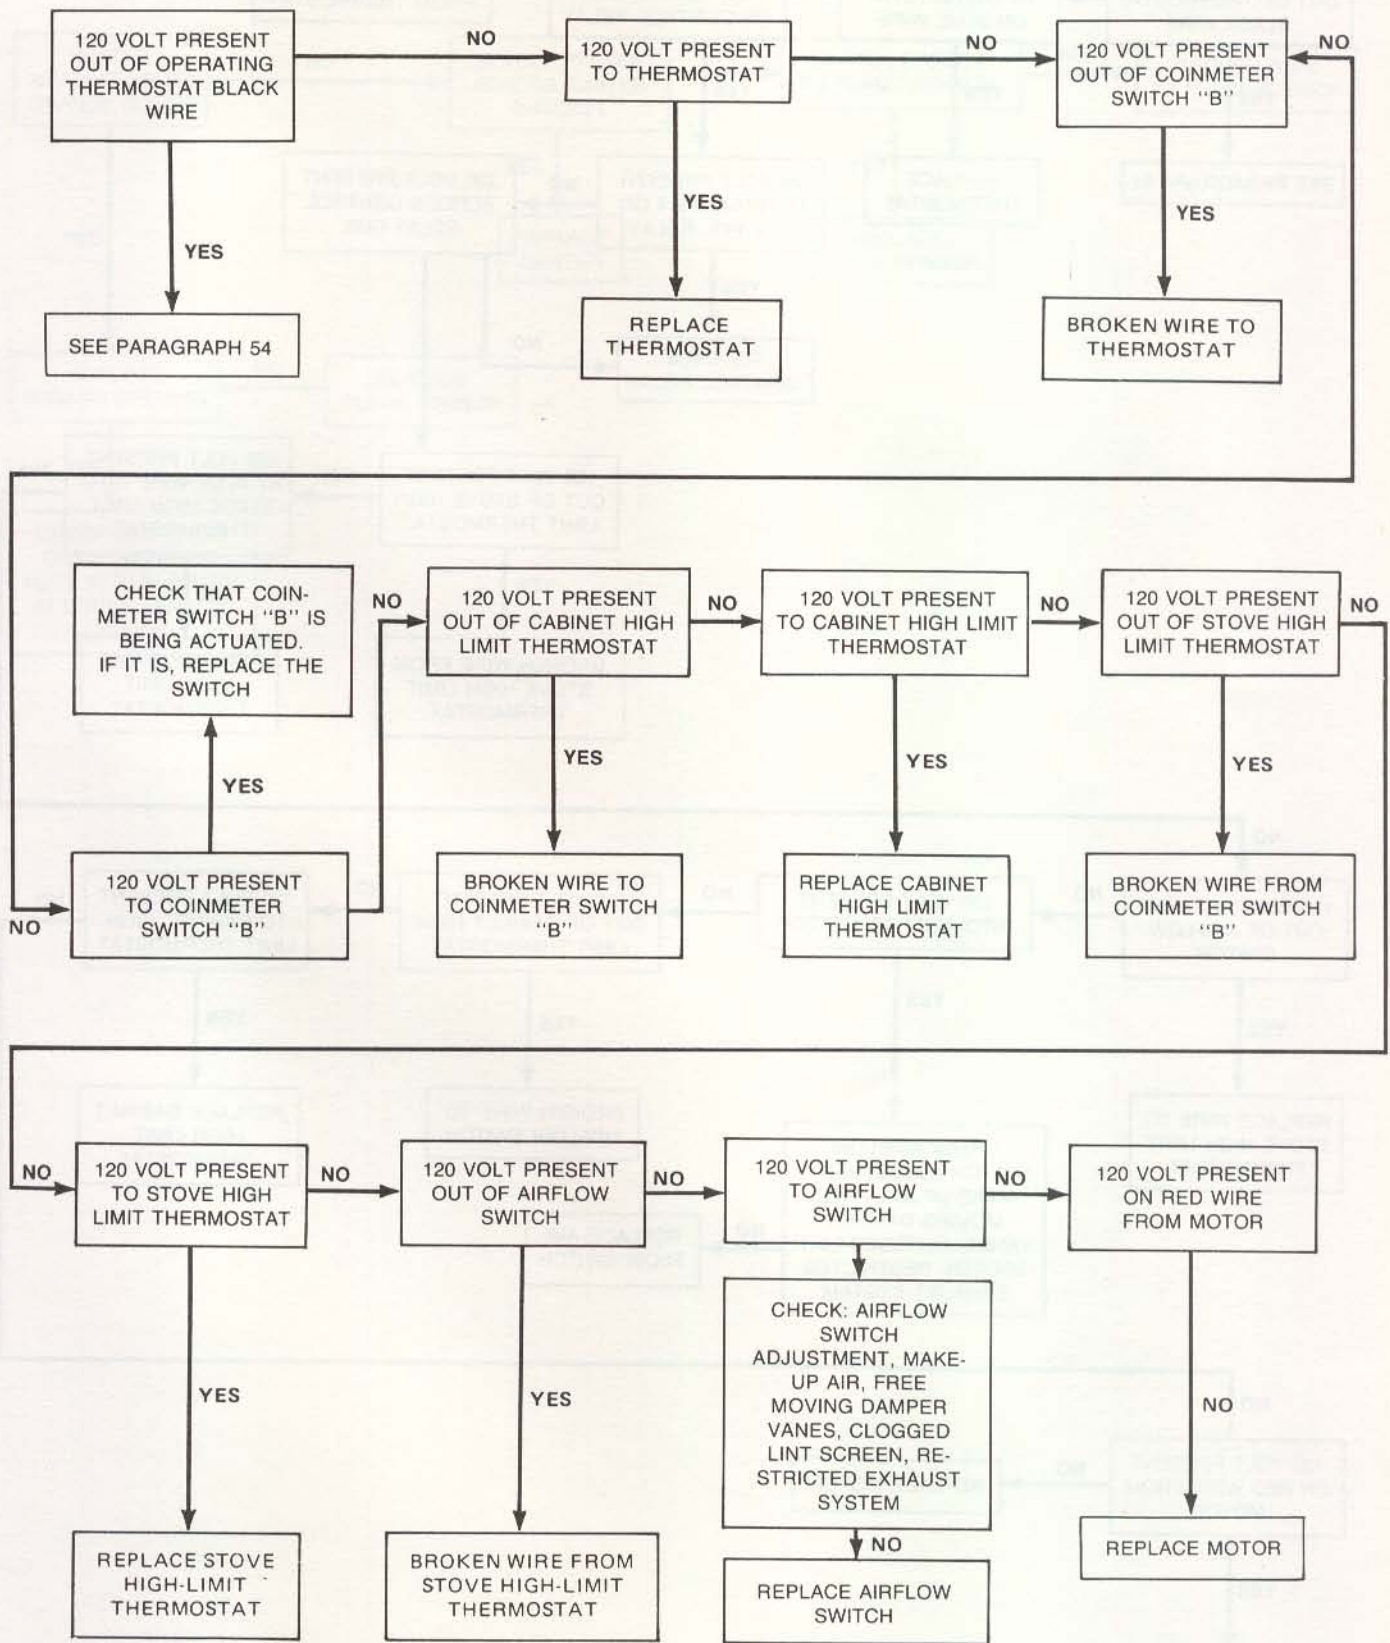 120 VOLT PRESENT
OUT OF OPERATING
THERMOSTAT BLACK
WIRE
NO
120 VOLT PRESENT
TO THERMOSTAT
NO
120 VOLT PRESENT
OUT OF COINMETER
SWITCH "B"
NO
YES
SEE PARAGRAPH 54
YES
REPLACE
THERMOSTAT
YES
BROKEN WIRE TO
THERMOSTAT
CHECK THAT COIN-
METER SWITCH "B" IS
BEING ACTUATED.
IF IT IS, REPLACE THE
SWITCH
YES
NO
120 VOLT PRESENT
TO COINMETER
SWITCH "B"
NO
120 VOLT PRESENT
OUT OF CABINET HIGH
LIMIT THERMOSTAT
NO
120 VOLT PRESENT
TO CABINET HIGH LIMIT
THERMOSTAT
NO
120 VOLT PRESENT
OUT OF STOVE HIGH
LIMIT THERMOSTAT
NO
YES
BROKEN WIRE TO
COINMETER SWITCH
"B"
YES
REPLACE CABINET
HIGH LIMIT
THERMOSTAT
YES
BROKEN WIRE FROM
COINMETER SWITCH
"B"
NO
120 VOLT PRESENT
TO STOVE HIGH
LIMIT THERMOSTAT
NO
120 VOLT PRESENT
OUT OF AIRFLOW
SWITCH
NO
120 VOLT PRESENT
TO AIRFLOW
SWITCH
NO
120 VOLT PRESENT
ON RED WIRE
FROM MOTOR
YES
REPLACE STOVE
HIGH-LIMIT
THERMOSTAT
YES
BROKEN WIRE FROM
STOVE HIGH-LIMIT
THERMOSTAT
CHECK: AIRFLOW
SWITCH
ADJUSTMENT, MAKE-
UP AIR, FREE
MOVING DAMPER
VANES, CLOGGED
LINT SCREEN, RE-
STRICTED EXHAUST
SYSTEM
NO
REPLACE AIRFLOW
SWITCH
NO
REPLACE MOTOR